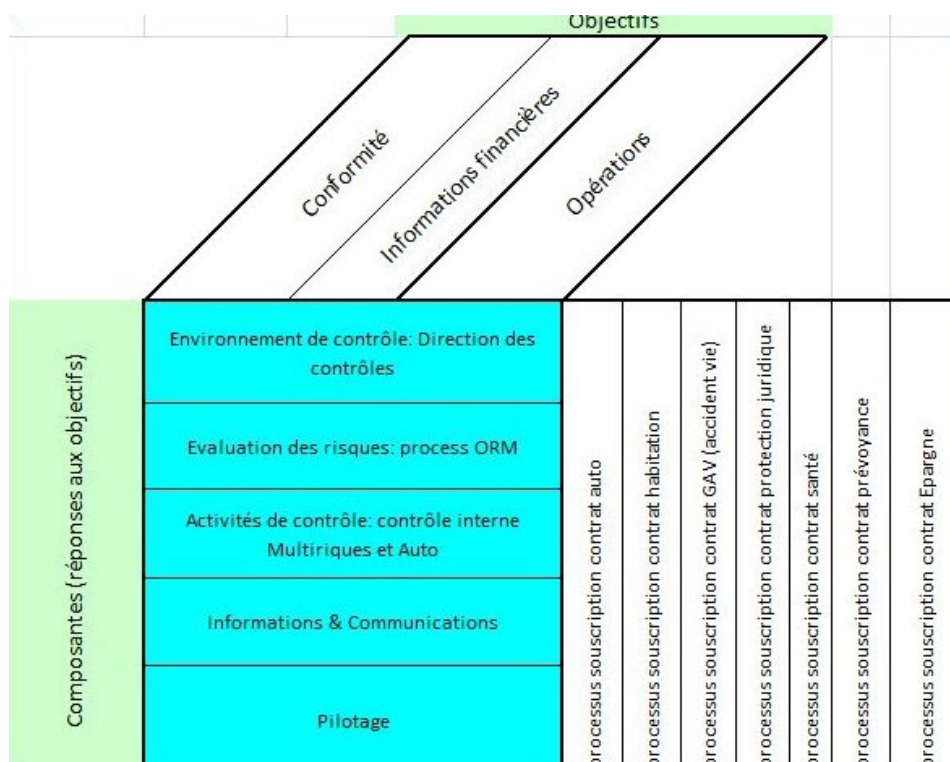 Objectifs
Conformité
Informations financières
Opérations
Composantes (réponses aux objectifs)
Environnement de contrôle: Direction des
contrôles
Evaluation des risques: process ORM
Activités de contrôle: contrôle interne
Multiriques et Auto
Informations & Communications
Pilotage
processus souscription contrat auto
processus souscription contrat habitation
processus souscription contrat GAV (accident vie)
processus souscription contrat protection juridique
processus souscription contrat santé
processus souscription contrat prévoyance
processus souscription contrat Epargne